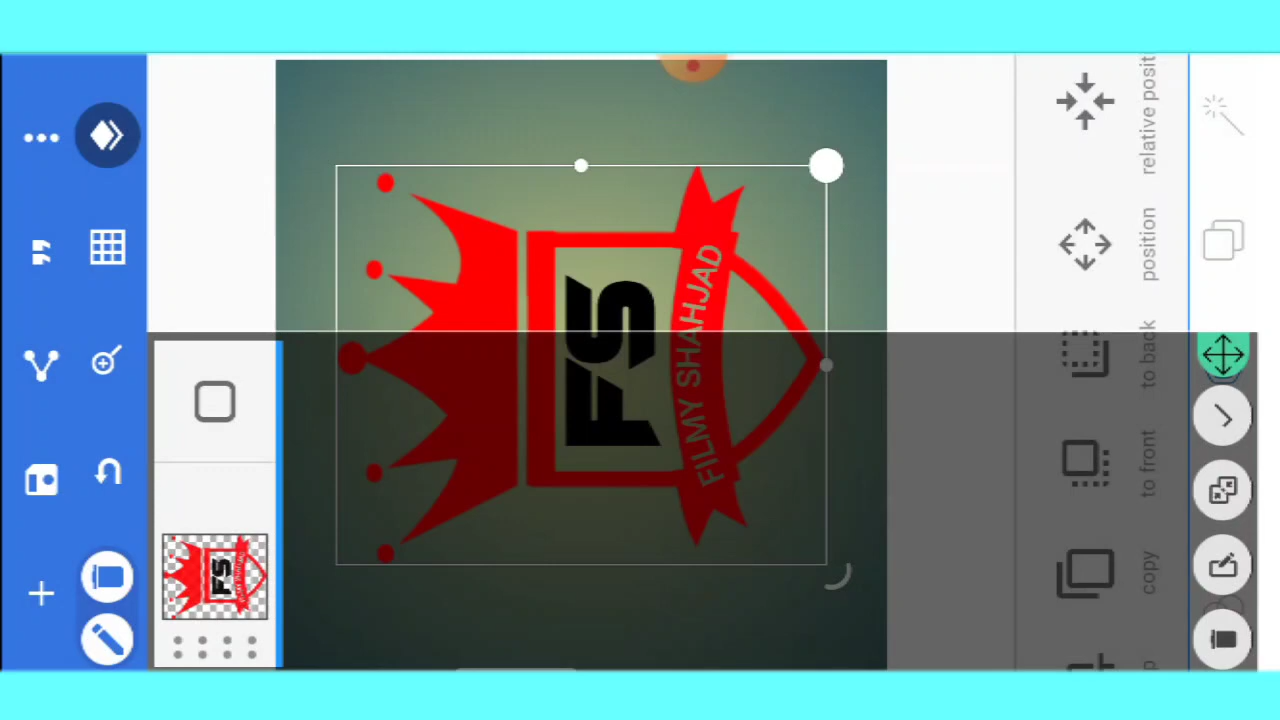 FS
FILMY SHAHJAD
relative posit
position
to back
to front
copy